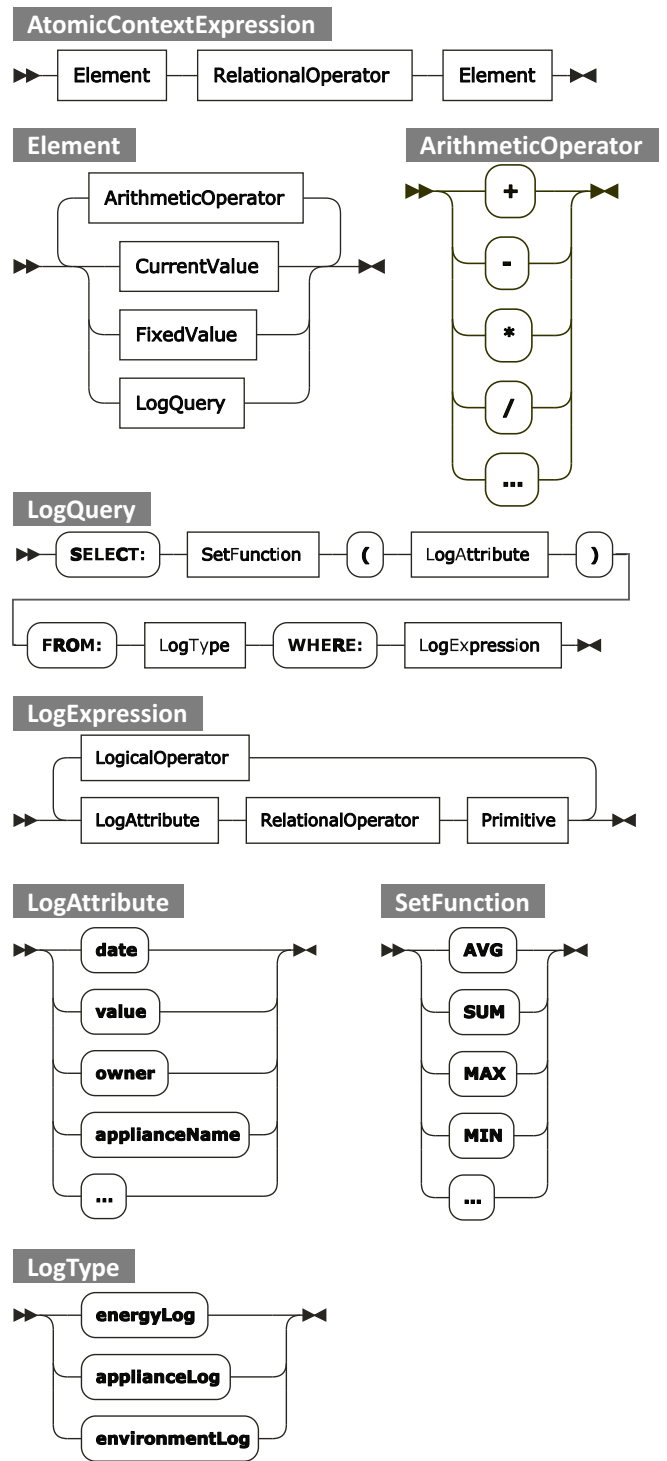 AtomicContextExpression
Element RelationalOperator Element
Element
ArithmeticOperator
CurrentValue
FixedValue
LogQuery
ArithmeticOperator
+
-
*
/
...
LogQuery
SELECT: SetFunction ( LogAttribute )
FROM: LogType WHERE: LogExpression
LogExpression
LogicalOperator
LogAttribute RelationalOperator Primitive
LogAttribute
date
value
owner
applianceName
...
SetFunction
AVG
SUM
MAX
MIN
...
LogType
energyLog
applianceLog
environmentLog